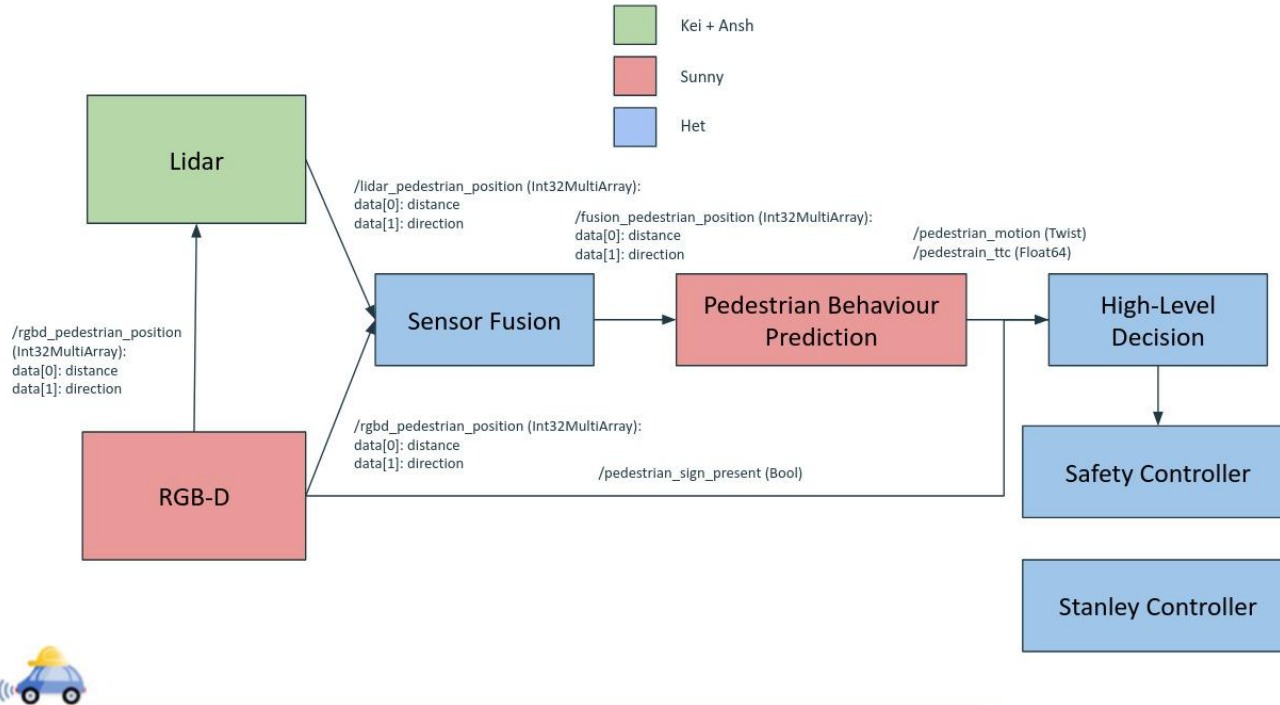 Kei + Ansh
Sunny
Het
Lidar
/lidar_pedestrian_position (Int32MultiArray):
data[0]: distance
data[1]: direction
/fusion_pedestrian_position (Int32MultiArray):
data[0]: distance
data[1]: direction
/pedestrian_motion (Twist)
/pedestrain_ttc (Float64)
Sensor Fusion
Pedestrian Behaviour
Prediction
High-Level
Decision
/rgbd_pedestrian_position
(Int32MultiArray):
data[0]: distance
data[1]: direction
/rgbd_pedestrian_position (Int32MultiArray):
data[0]: distance
data[1]: direction
/pedestrian_sign_present (Bool)
RGB-D
Safety Controller
Stanley Controller